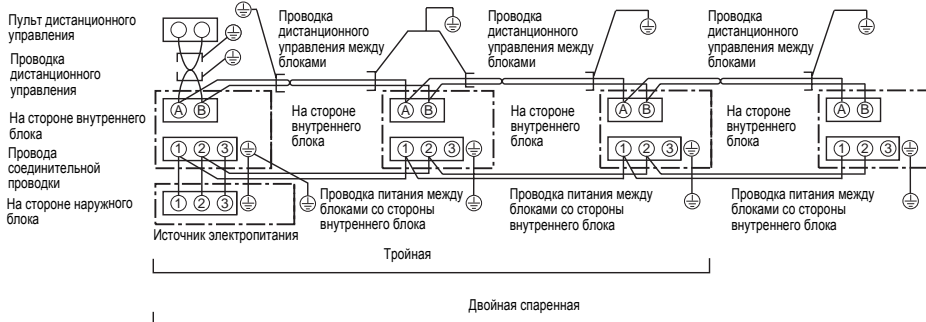 Пульт дистанционного
управления
Проводка
дистанционного
управления
На стороне внутреннего
блока
Провода
соединительной
проводки
На стороне наружного
блока
Проводка
дистанционного
управления между
блоками
Проводка
дистанционного
управления между
блоками
Проводка
дистанционного
управления между
блоками
A B
На стороне
внутреннего
блока
A B
На стороне
внутреннего
блока
A B
На стороне
внутреннего
блока
A B
1 2 3
1 2 3
1 2 3
1 2 3
1 2 3
Источник электропитания
Проводка питания между
блоками со стороны
внутреннего блока
Проводка питания между
блоками со стороны
внутреннего блока
Проводка питания между
блоками со стороны
внутреннего блока
Тройная
Двойная спаренная